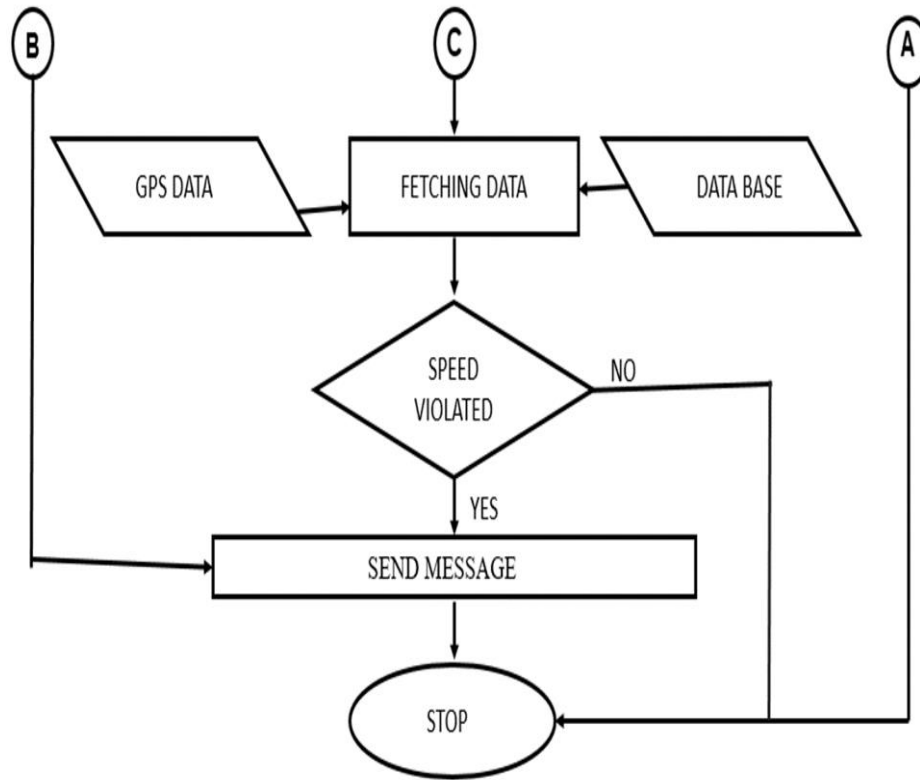 B
C
A
GPS DATA
FETCHING DATA
DATA BASE
SPEED
VIOLATED
NO
YES
SEND MESSAGE
STOP